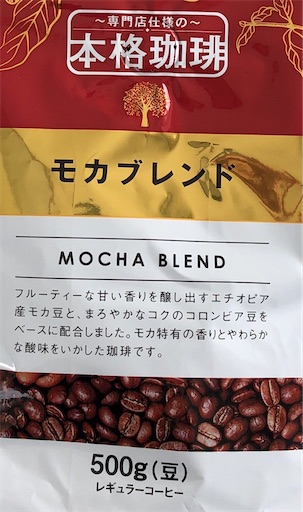 ～専門店仕様の～
本格珈琲
モカブレンド
MOCHA BLEND
フルーティーな甘い香りを醸し出すエチオピア
産モカ豆と、まろやかなコクのコロンビア豆を
ベースに配合しました。モカ特有の香りとやわらか
な酸味をいかした珈琲です。
500g(豆)
レギュラーコーヒー